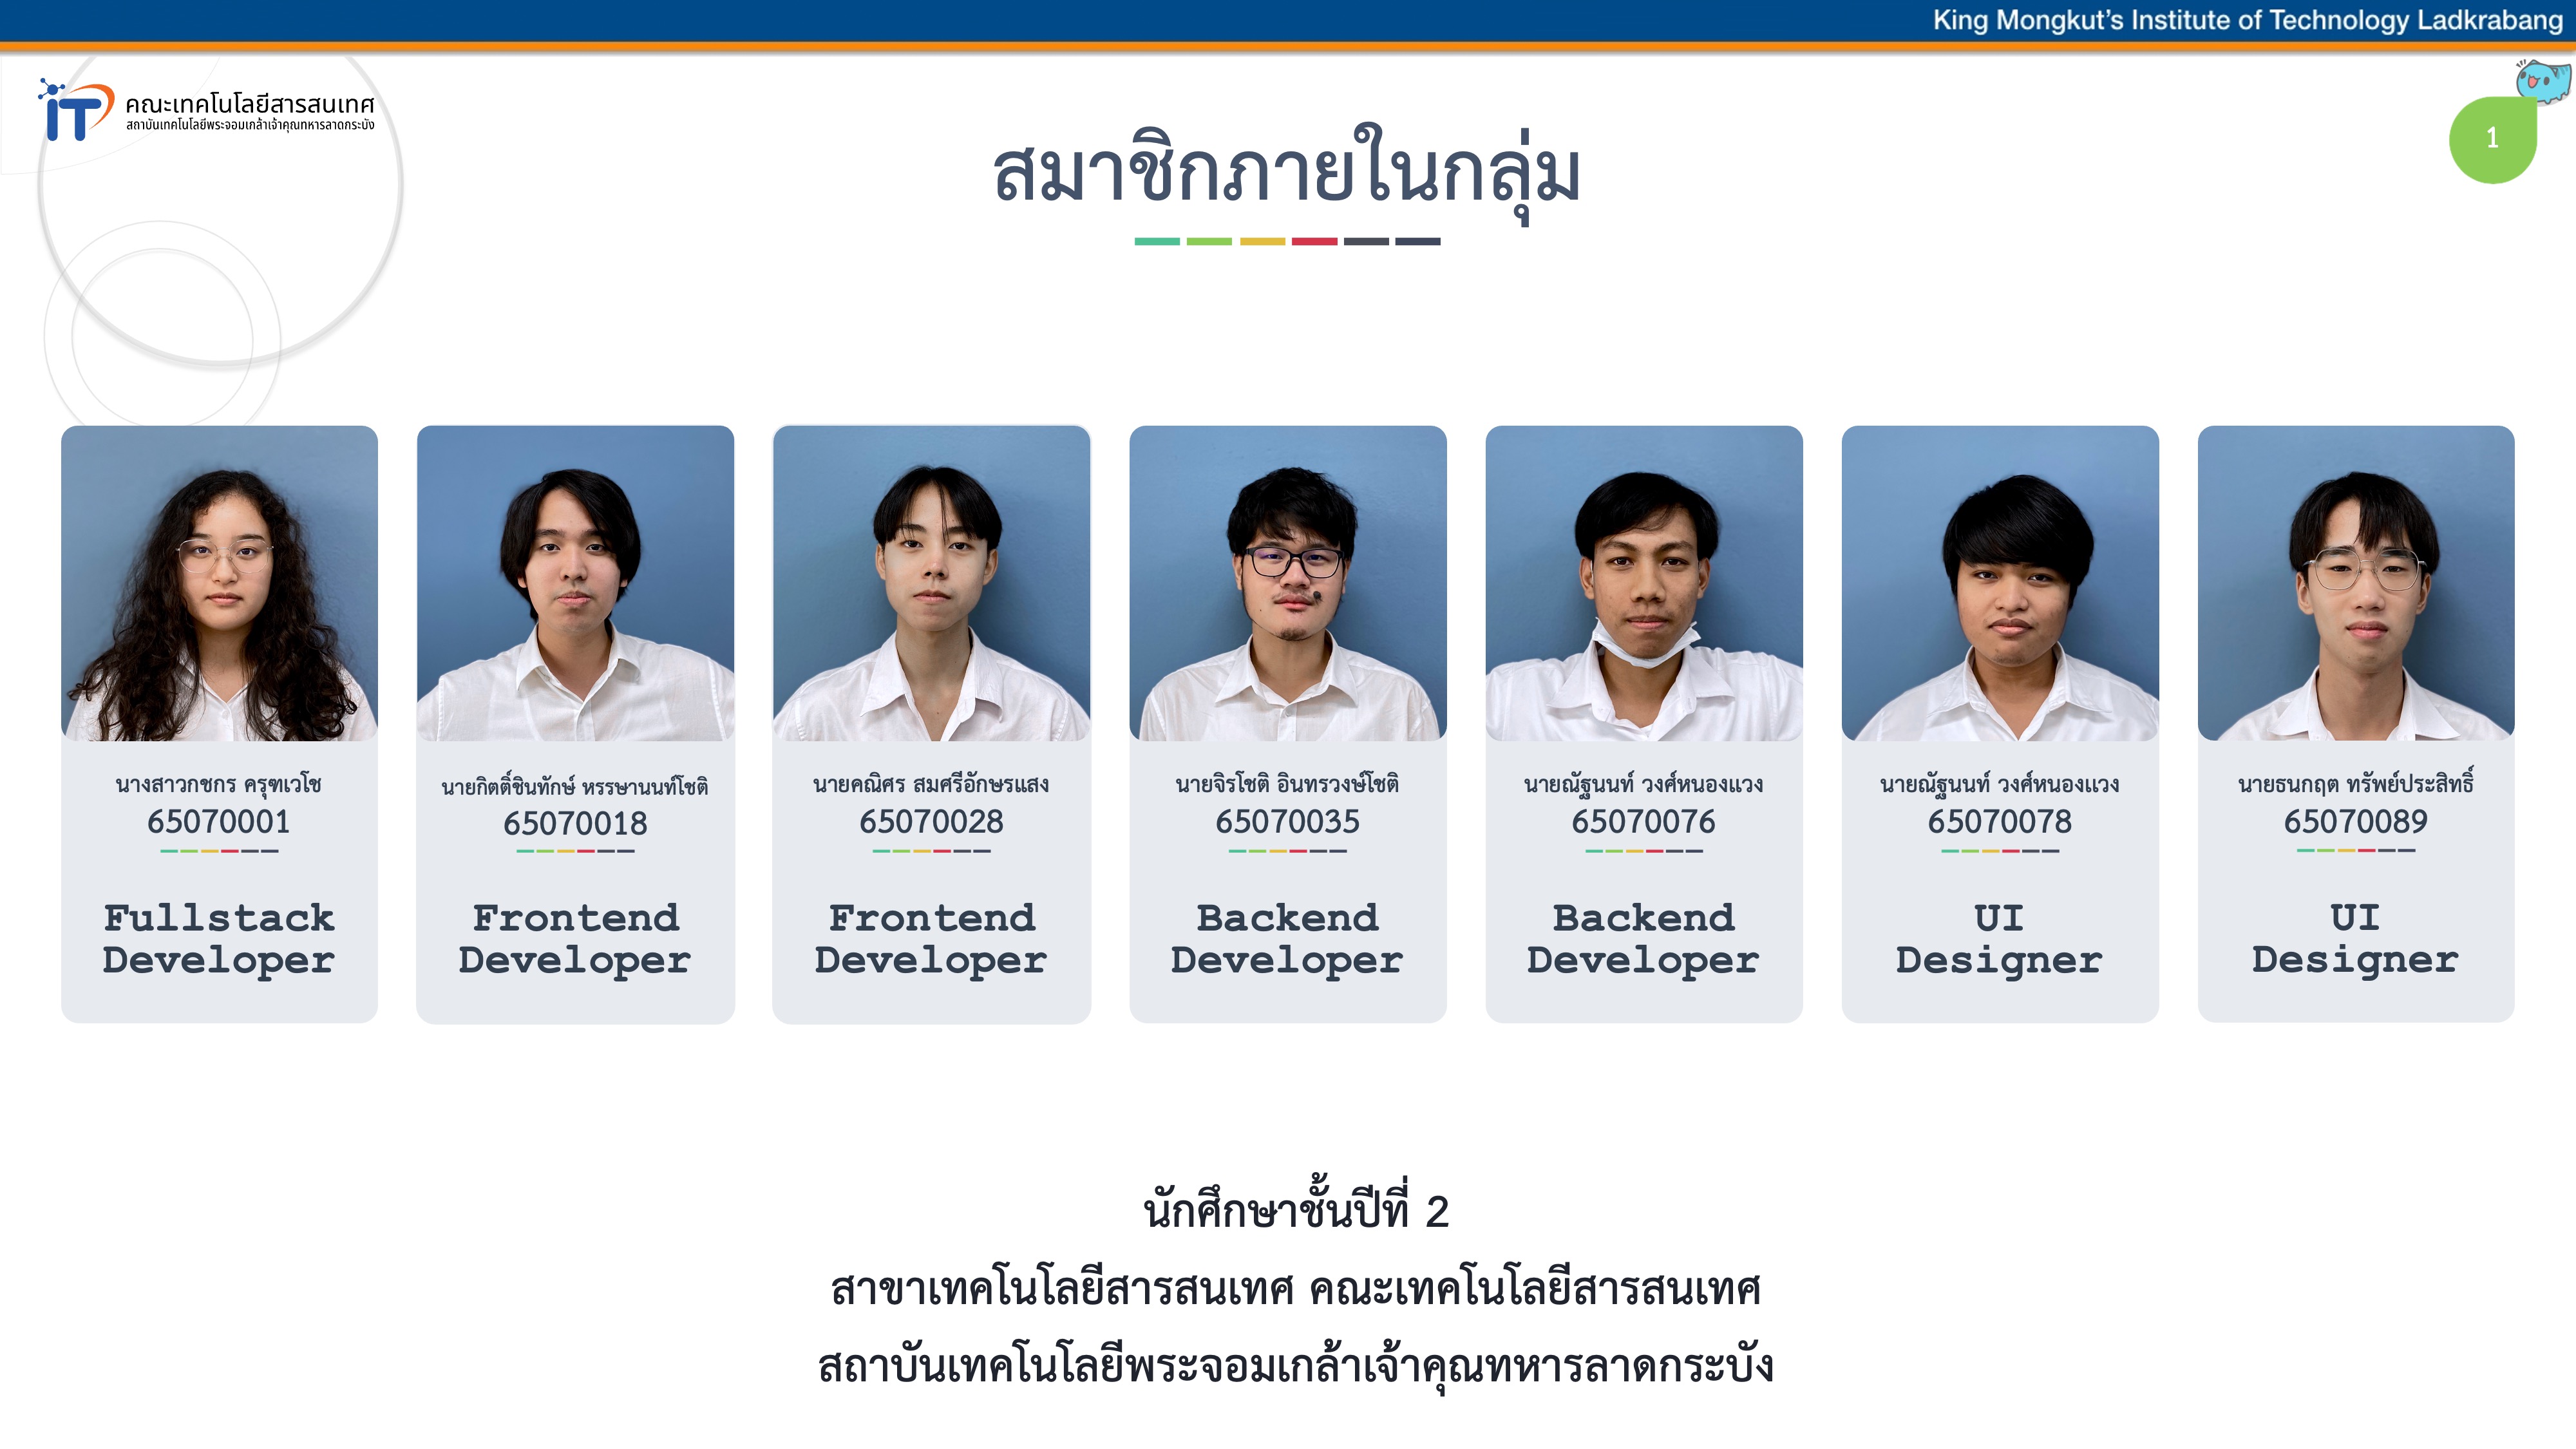 King Mongkut's Institute of Technology Ladkrabang
iT
คณะเทคโนโลยีสารสนเทศ
สถาบันเทคโนโลยีพระจอมเกล้าเจ้าคุณทหารลาดกระบัง
1
สมาชิกภายในกลุ่ม
นางสาวกชกร ครุฑเวโช
65070001
Fullstack
Developer
นายกิตติ์ชินทักษ์ หรรษานนท์โชติ
65070018
Frontend
Developer
นายคณิศร สมศรีอักษรแสง
65070028
Frontend
Developer
นายจิรโชติ อินทรวงษ์โชติ
65070035
Backend
Developer
นายณัฐนนท์ วงศ์หนองแวง
65070076
Backend
Developer
นายณัฐนนท์ วงศ์หนองแวง
65070078
UI
Designer
นายธนกฤต ทรัพย์ประสิทธิ์
65070089
UI
Designer
นักศึกษาชั้นปีที่ 2
สาขาเทคโนโลยีสารสนเทศ คณะเทคโนโลยีสารสนเทศ
สถาบันเทคโนโลยีพระจอมเกล้าเจ้าคุณทหารลาดกระบัง